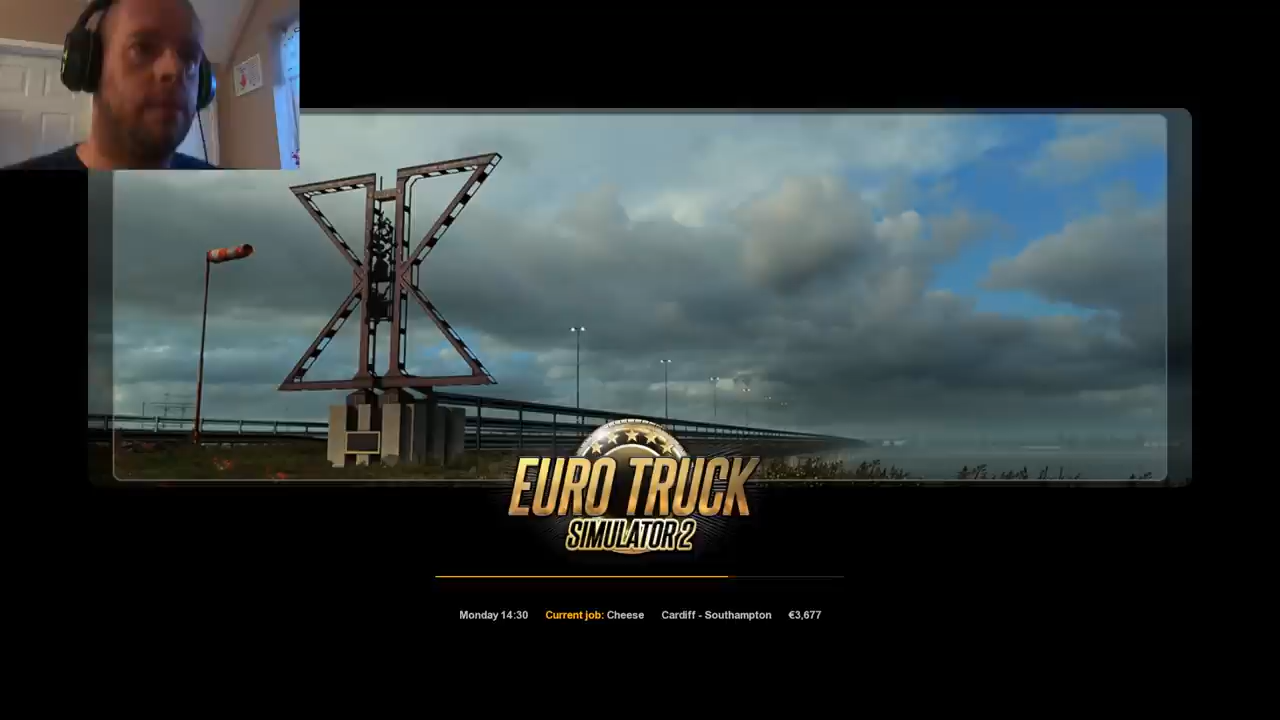 EURO TRUCK
SIMULATOR 2
Monday 14:30 Current job: Cheese Cardiff - Southampton €3,677